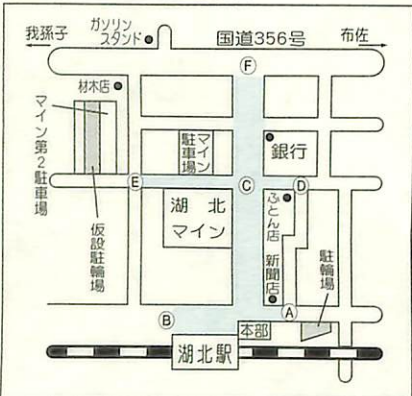 我孫子
ガソリン
スタンド
国道356号
布佐
F
材木店
マイン第2駐車場
マイン
駐車場
銀行
E
C
D
湖北
マイン
ふとん店
新聞店
仮設駐輪場
駐輪場
A
B
本部
湖北駅